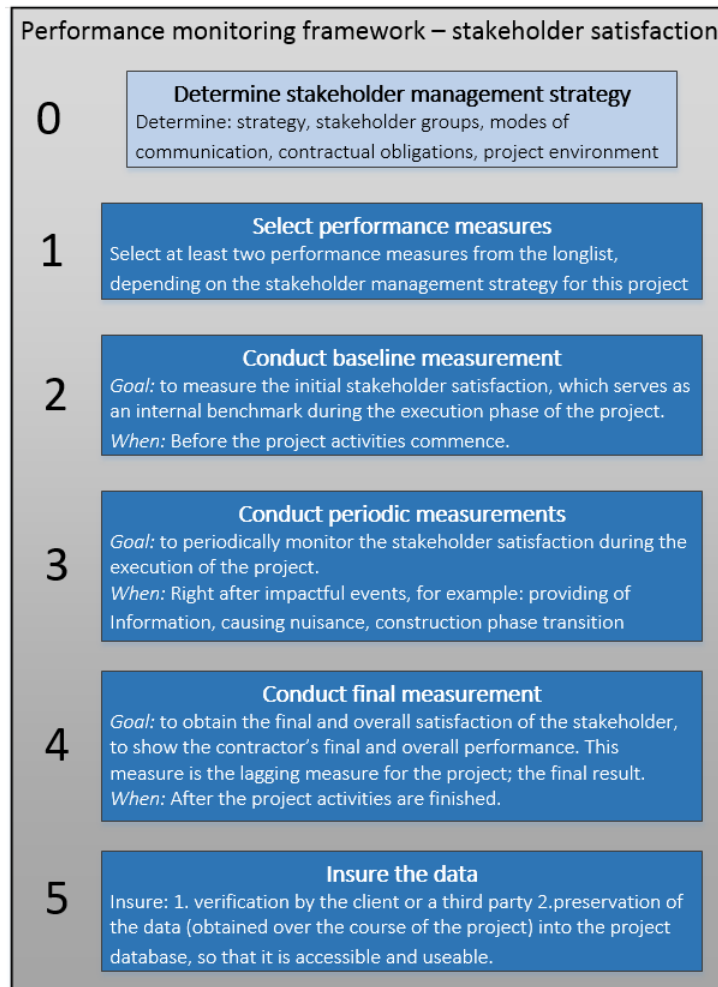 Performance monitoring framework – stakeholder satisfaction
0
Determine stakeholder management strategy
Determine: strategy, stakeholder groups, modes of
communication, contractual obligations, project environment
1
Select performance measures
Select at least two performance measures from the longlist,
depending on the stakeholder management strategy for this project
2
Conduct baseline measurement
Goal: to measure the initial stakeholder satisfaction, which serves as
an internal benchmark during the execution phase of the project.
When: Before the project activities commence.
3
Conduct periodic measurements
Goal: to periodically monitor the stakeholder satisfaction during the
execution of the project.
When: Right after impactful events, for example: providing of
Information, causing nuisance, construction phase transition
4
Conduct final measurement
Goal: to obtain the final and overall satisfaction of the stakeholder,
to show the contractor’s final and overall performance. This
measure is the lagging measure for the project; the final result.
When: After the project activities are finished.
5
Insure the data
Insure: 1. verification by the client or a third party 2.preservation of
the data (obtained over the course of the project) into the project
database, so that it is accessible and useable.